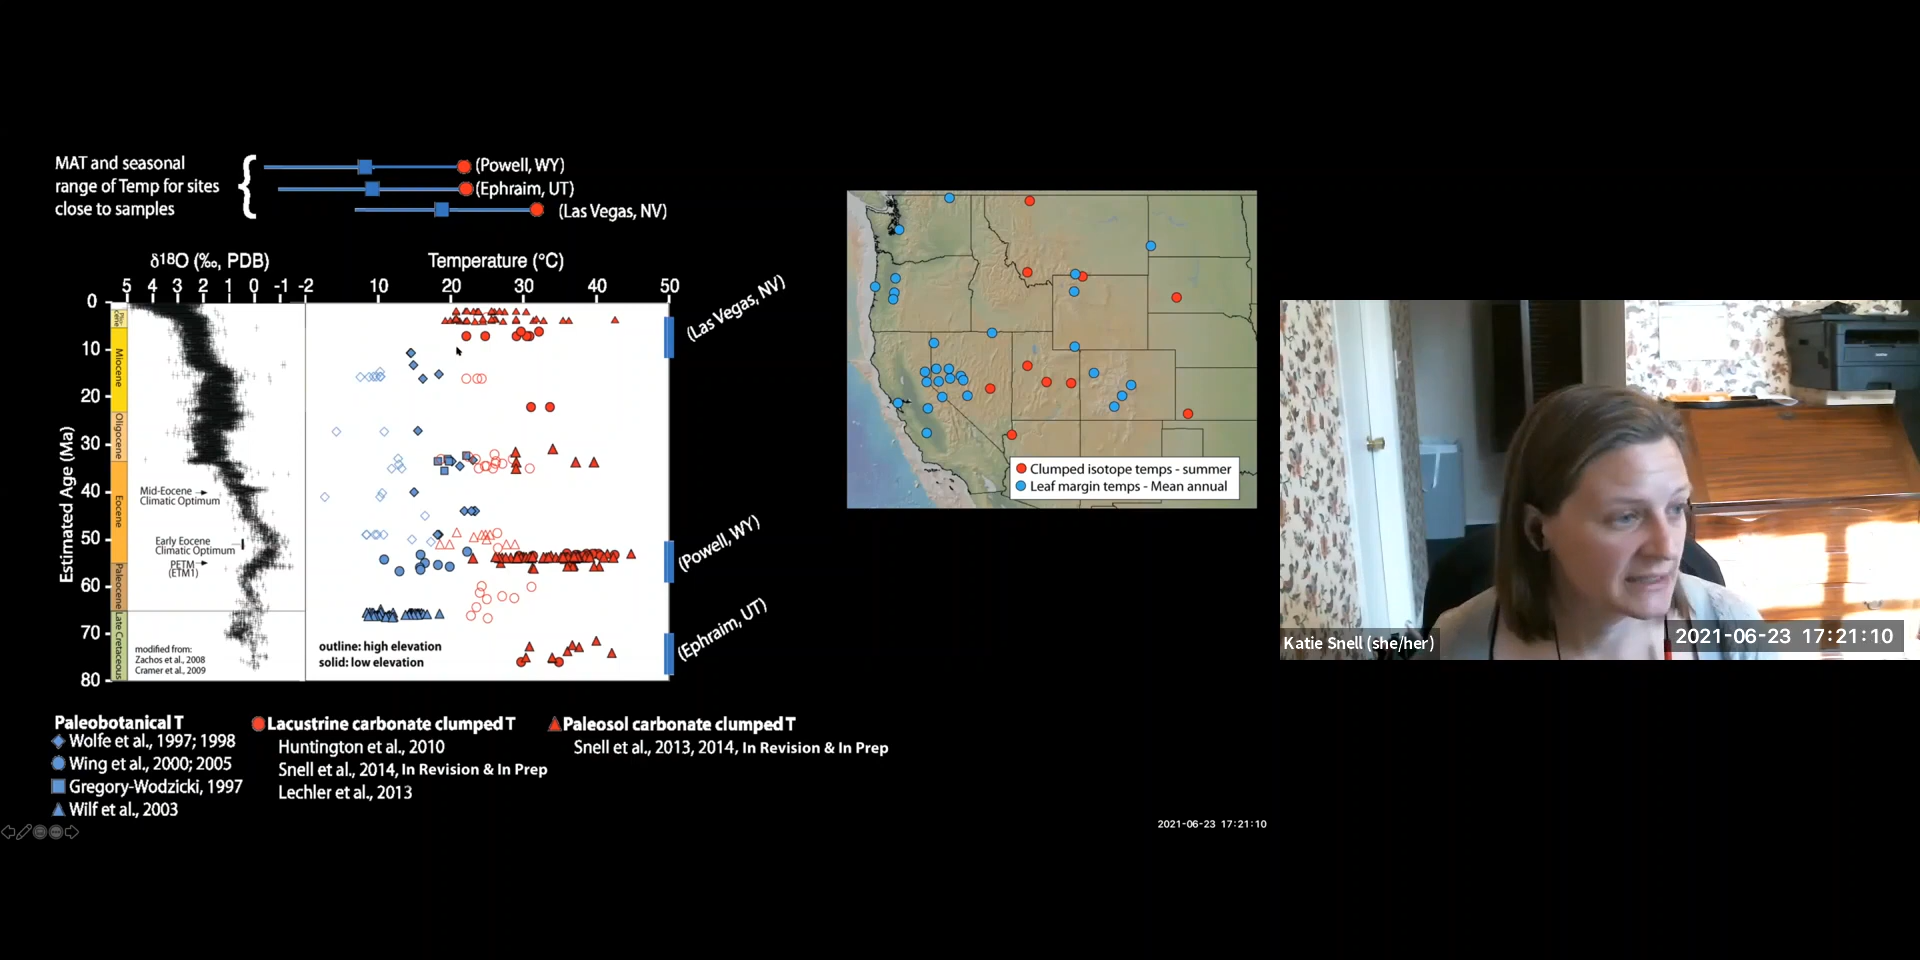 MAT and seasonal
range of Temp for sites
close to samples
(Powell, WY)
(Ephraim, UT)
(Las Vegas, NV)
δ18O (‰, PDB)
Temperature (°C)
5 4 3 2 1 0 -1 -2
10 20 30 40 50
Estimated Age (Ma)
0
10
20
30
40
50
60
70
80
Miocene
Oligocene
Eocene
Paleocene
Late Cretaceous
Mid-Eocene
Climatic Optimum
Early Eocene
Climatic Optimum
PETM
(ETM1)
modified from:
Zachos et al., 2008
Cramer et al., 2009
outline: high elevation
solid: low elevation
(Las Vegas, NV)
(Powell, WY)
(Ephraim, UT)
Clumped isotope temps - summer
Leaf margin temps - Mean annual
Paleobotanical T
Wolfe et al., 1997; 1998
Wing et al., 2000; 2005
Gregory-Wodzicki, 1997
Wilf et al., 2003
Lacustrine carbonate clumped T
Huntington et al., 2010
Snell et al., 2014, In Revision & In Prep
Lechler et al., 2013
Paleosol carbonate clumped T
Snell et al., 2013, 2014, In Revision & In Prep
2021-06-23 17:21:10
Katie Snell (she/her)
2021-06-23 17:21:10